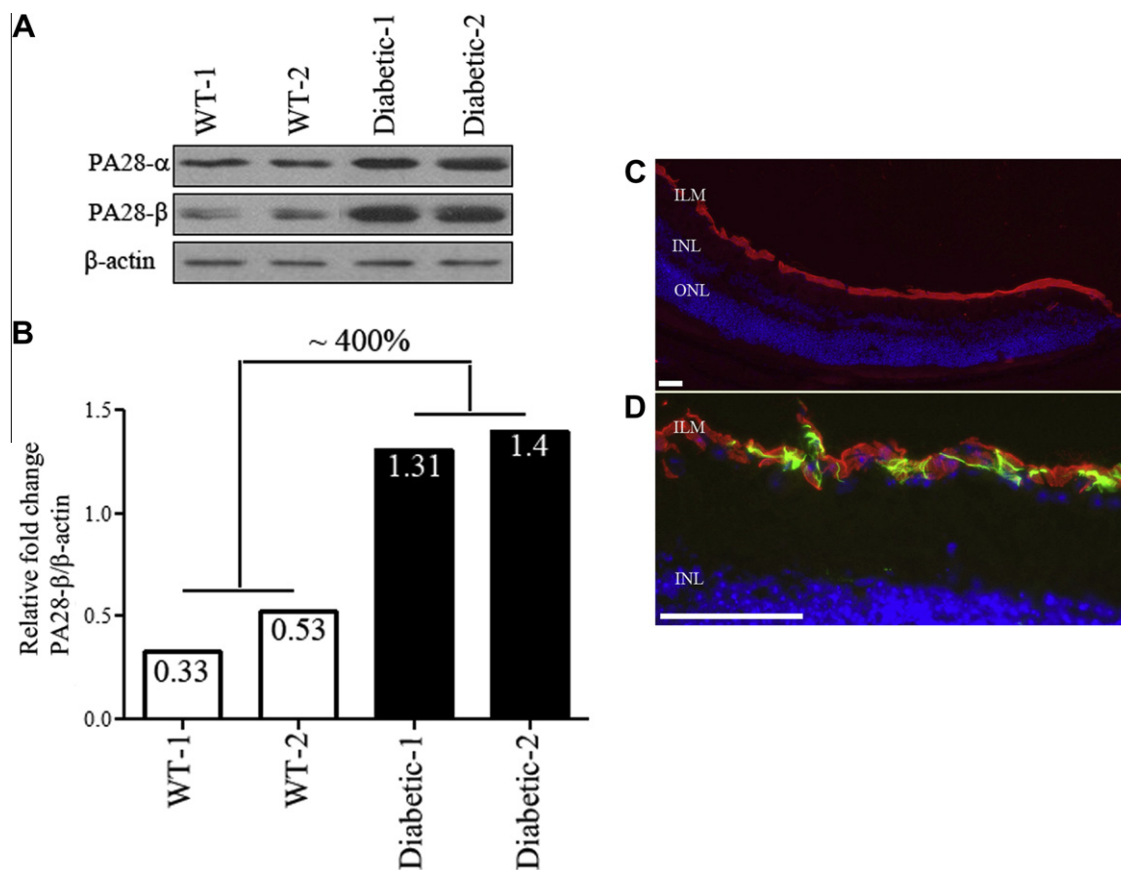 A
WT-1
WT-2
Diabetic-1
Diabetic-2
PA28-α
PA28-β
β-actin
B
~ 400%
Relative fold change
PA28-β/β-actin
1.5
1.0
0.5
0.0
0.33
0.53
1.31
1.4
WT-1
WT-2
Diabetic-1
Diabetic-2
C
ILM
INL
ONL
D
ILM
INL